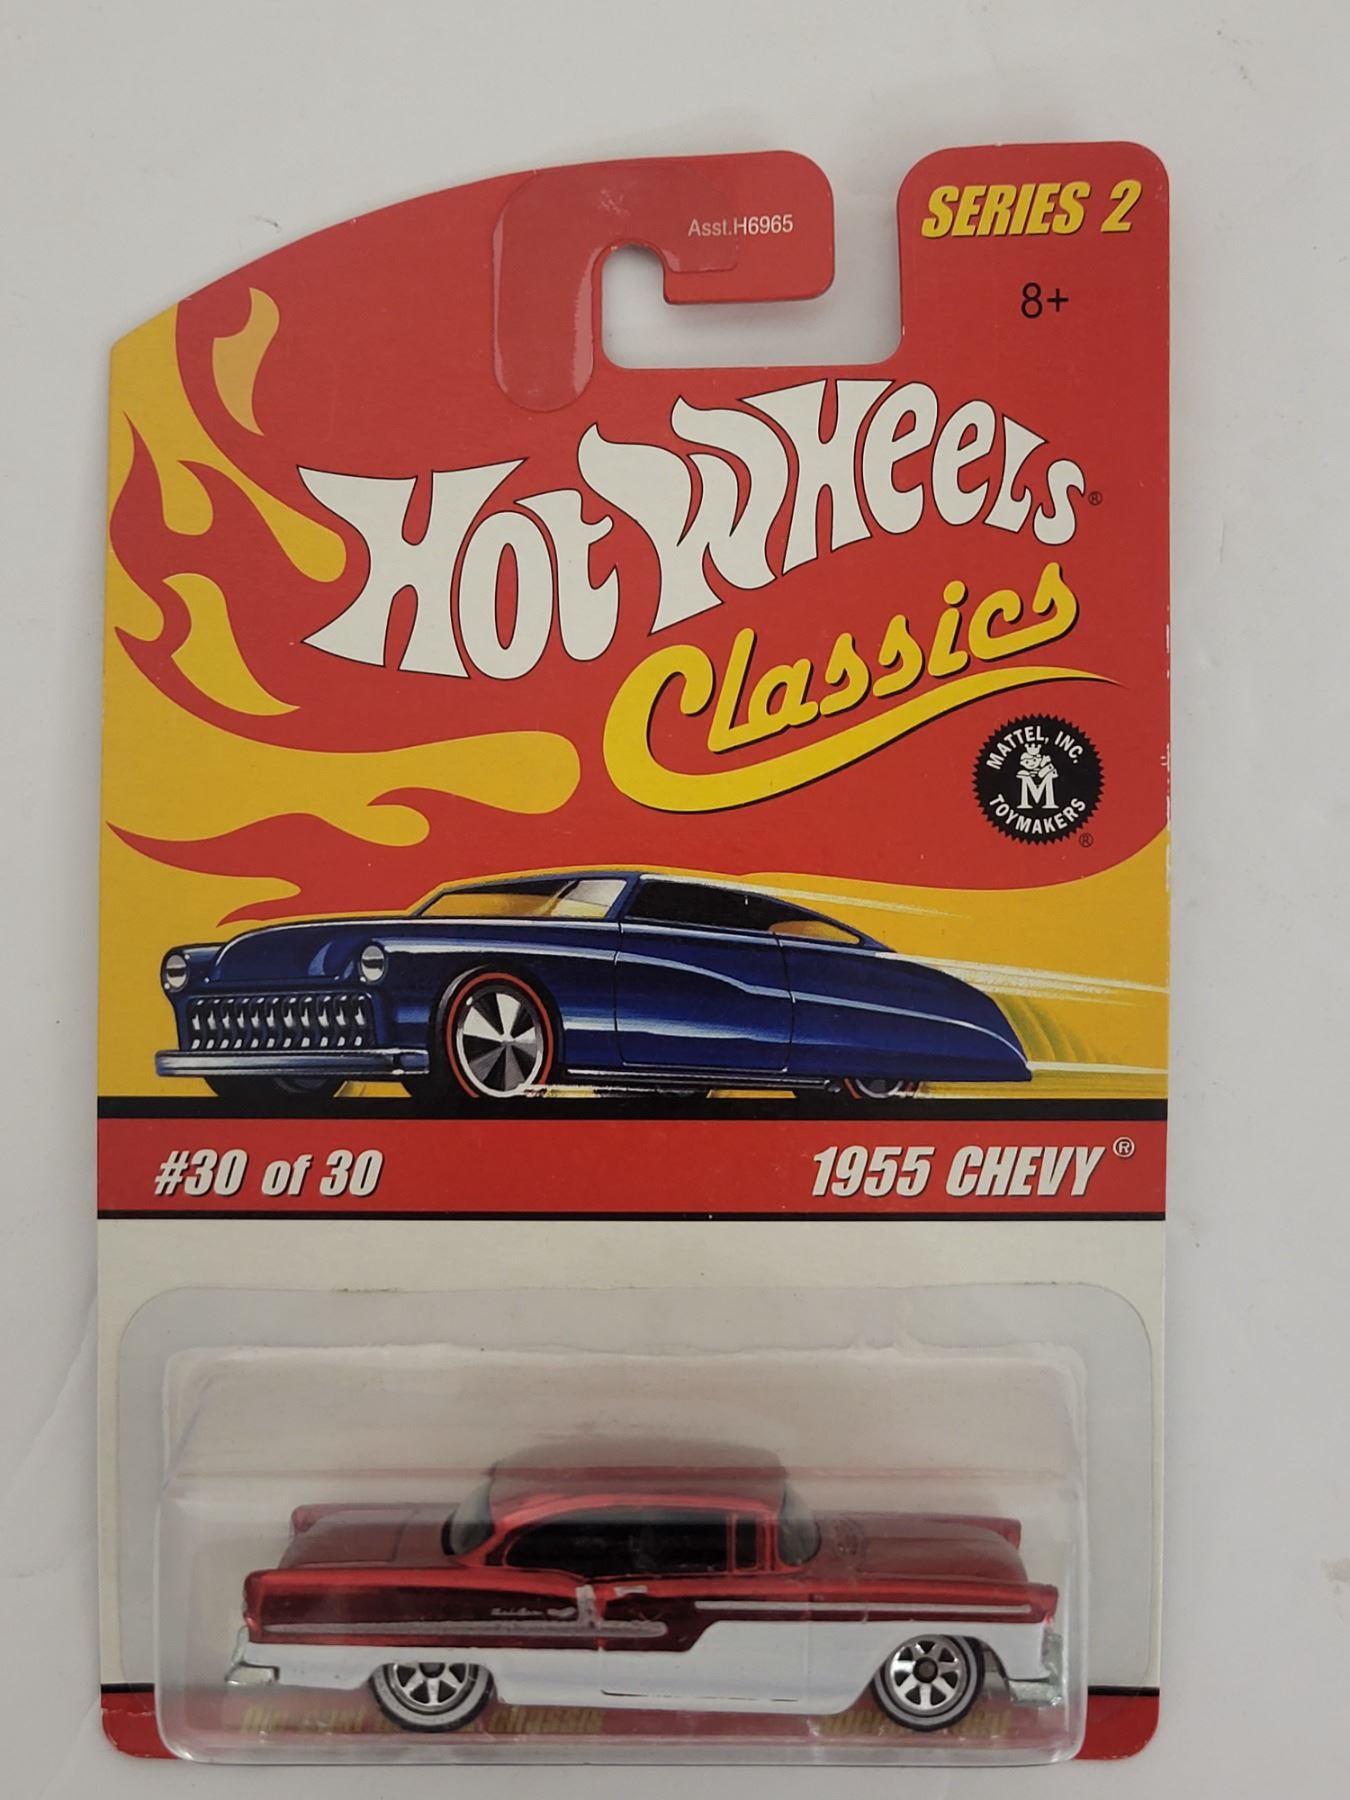 Asst.H6965
SERIES 2
8+
Hot Wheels®
Classics
MATTEL, INC.
M
TOYMAKERS
®
#30 of 30
1955 CHEVY®